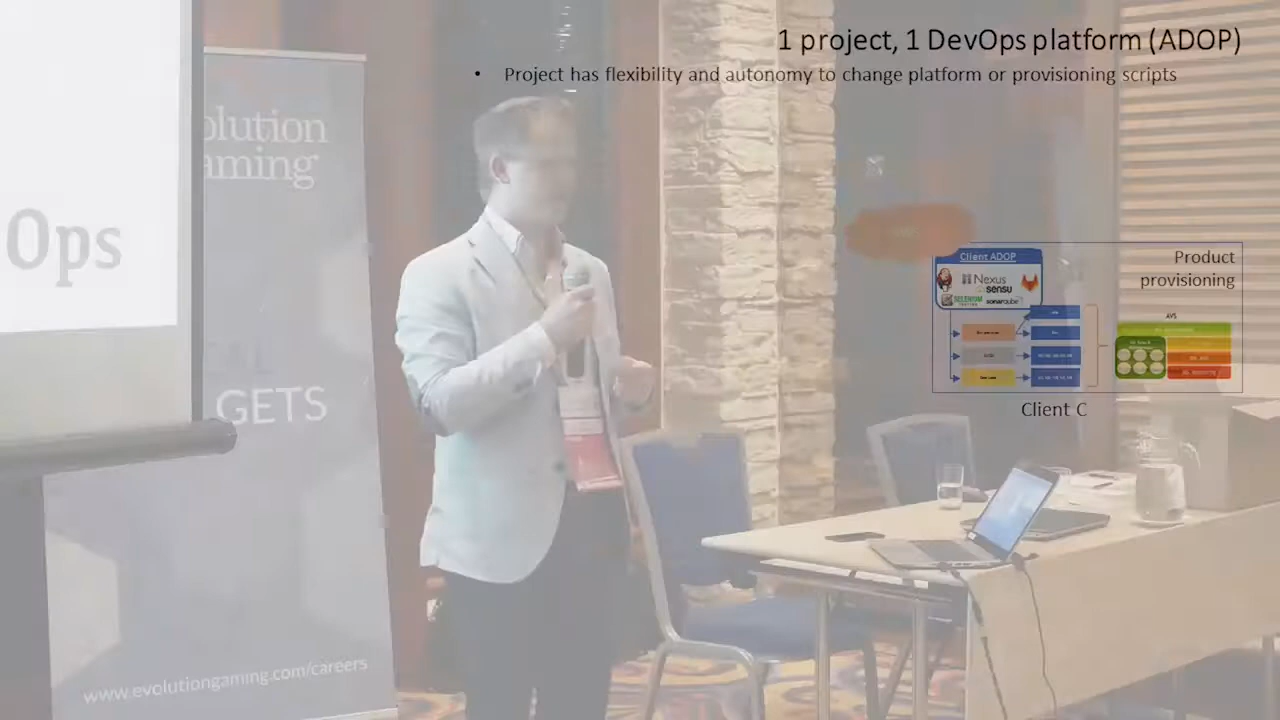 1 project, 1 DevOps platform (ADOP)
• Project has flexibility and autonomy to change platform or provisioning scripts
olution
aming
Ops
GETS
www.evolutiongaming.com/careers
Client ADOP
Nexus
sensu
sonarqube
Product
provisioning
Client C